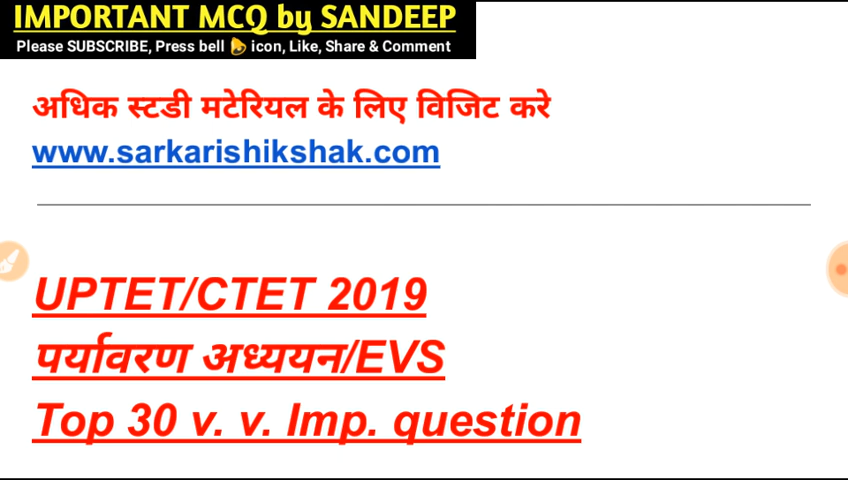 IMPORTANT MCQ by SANDEEP
Please SUBSCRIBE, Press bell icon, Like, Share & Comment
अधिक स्टडी मटेरियल के लिए विजिट करे
www.sarkarishikshak.com
UPTET/CTET 2019
पर्यावरण अध्ययन/EVS
Top 30 v. v. Imp. question